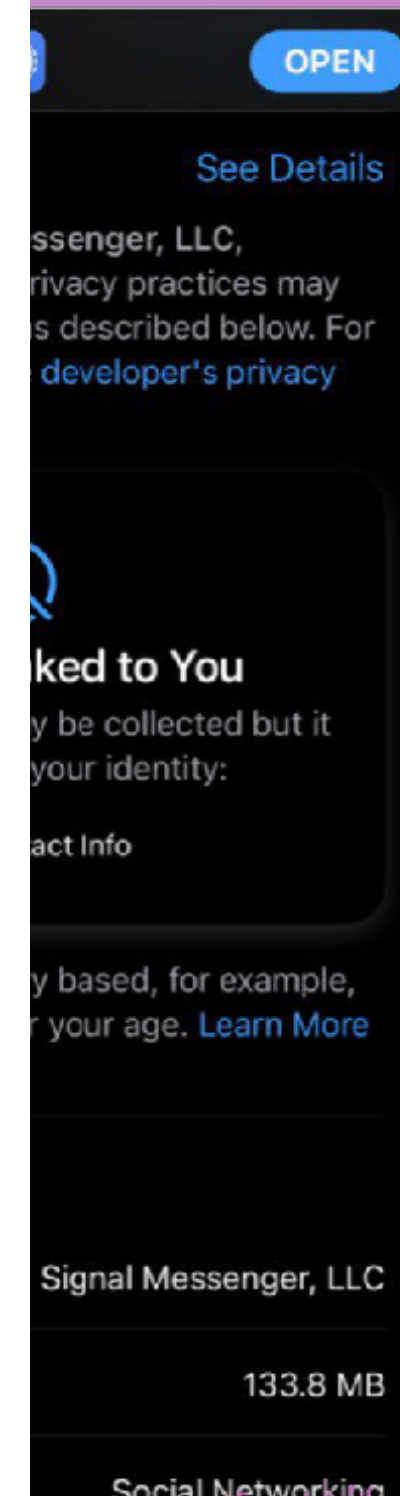 OPEN
See Details
ssenger, LLC,
rivacy practices may
s described below. For
developer's privacy
ked to You
y be collected but it
your identity:
act Info
y based, for example,
r your age. Learn More
Signal Messenger, LLC
133.8 MB
Social Networking